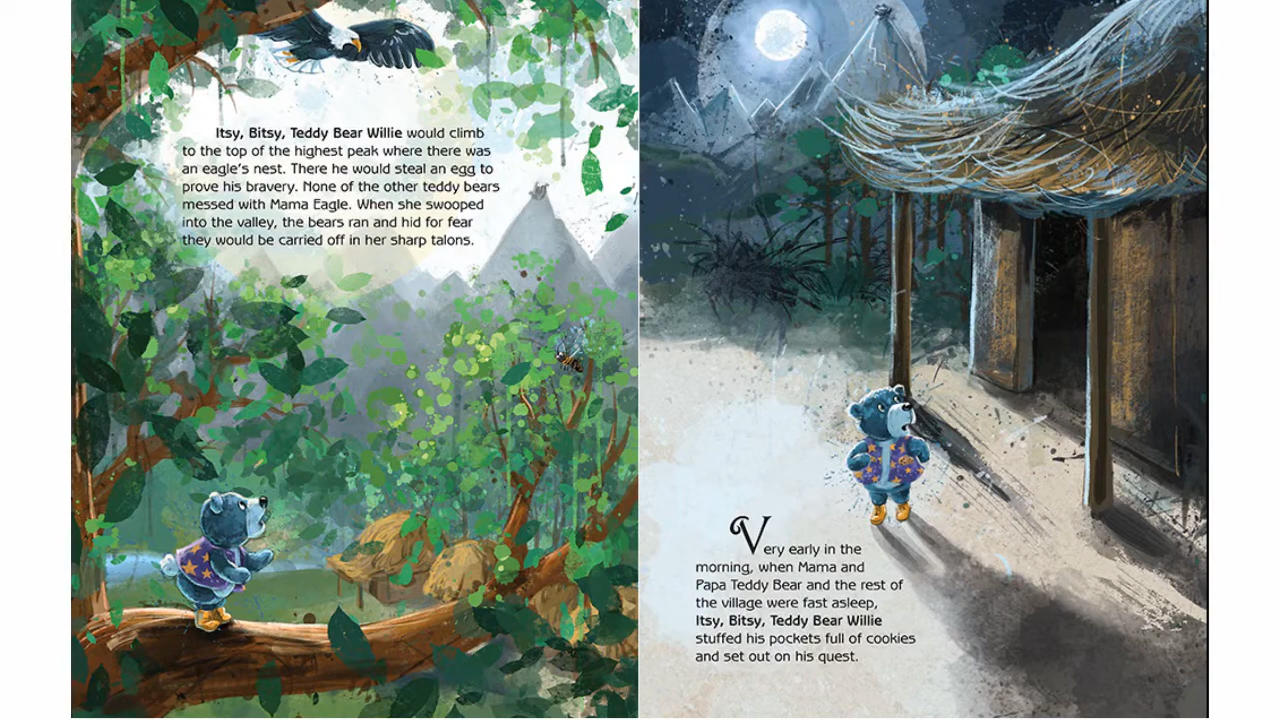 Itsy, Bitsy, Teddy Bear Willie would climb
to the top of the highest peak where there was
an eagle's nest. There he would steal an egg to
prove his bravery. None of the other teddy bears
messed with Mama Eagle. When she swooped
into the valley, the bears ran and hid for fear
they would be carried off in her sharp talons.
Very early in the
morning, when Mama and
Papa Teddy Bear and the rest of
the village were fast asleep,
Itsy, Bitsy, Teddy Bear Willie
stuffed his pockets full of cookies
and set out on his quest.